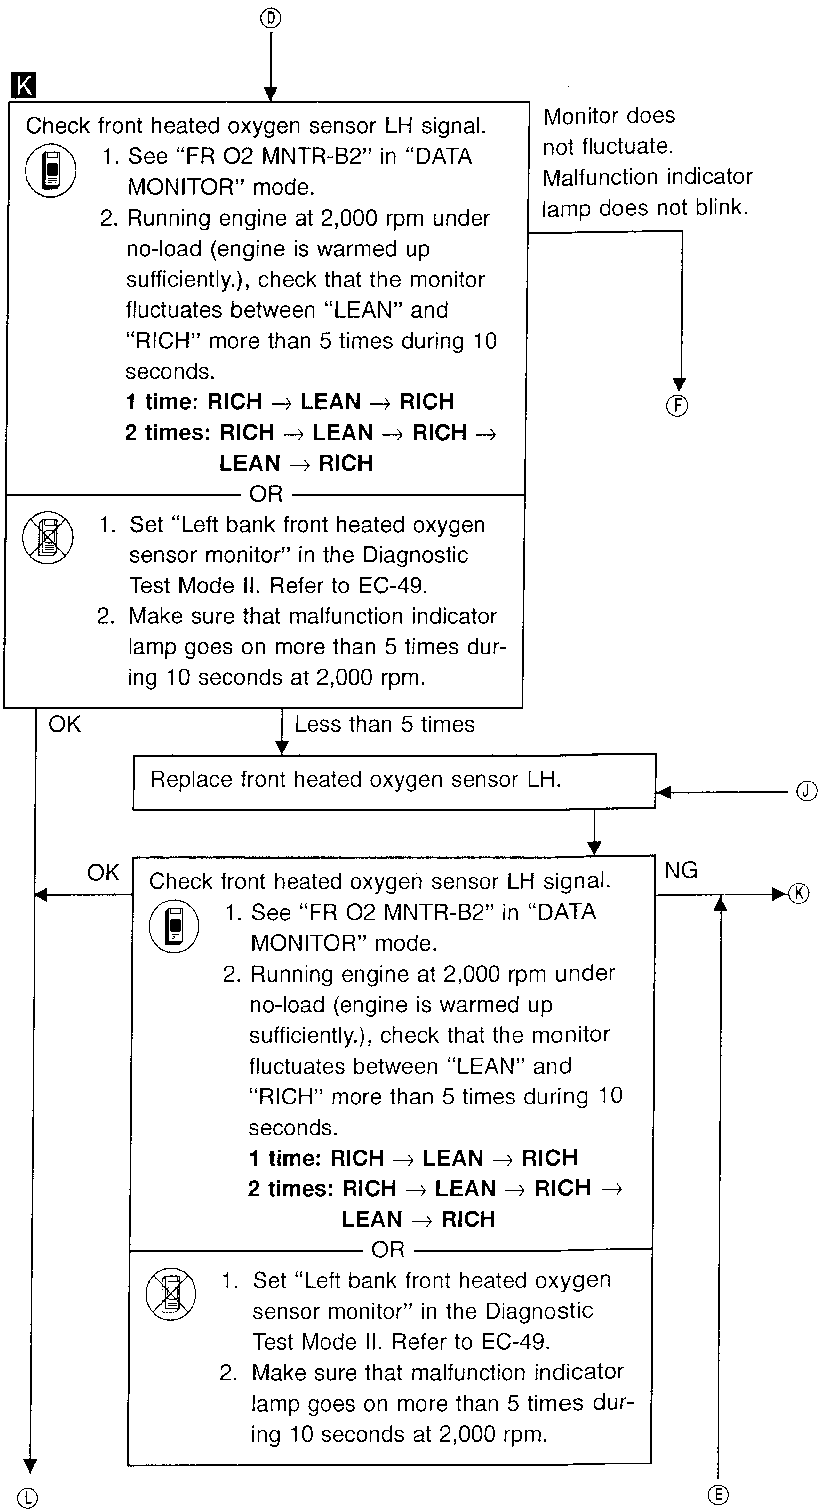 D
K
Check front heated oxygen sensor LH signal.
1. See “FR O2 MNTR-B2” in “DATA
MONITOR” mode.
2. Running engine at 2,000 rpm under
no-load (engine is warmed up
sufficiently.), check that the monitor
fluctuates between “LEAN” and
“RICH” more than 5 times during 10
seconds.
1 time: RICH → LEAN → RICH
2 times: RICH → LEAN → RICH →
LEAN → RICH
Monitor does
not fluctuate.
Malfunction indicator
lamp does not blink.
F
OR
1. Set “Left bank front heated oxygen
sensor monitor” in the Diagnostic
Test Mode II. Refer to EC-49.
2. Make sure that malfunction indicator
lamp goes on more than 5 times dur-
ing 10 seconds at 2,000 rpm.
OK
Less than 5 times
Replace front heated oxygen sensor LH.
J
OK
NG
K
Check front heated oxygen sensor LH signal.
1. See “FR O2 MNTR-B2” in “DATA
MONITOR” mode.
2. Running engine at 2,000 rpm under
no-load (engine is warmed up
sufficiently.), check that the monitor
fluctuates between “LEAN” and
“RICH” more than 5 times during 10
seconds.
1 time: RICH → LEAN → RICH
2 times: RICH → LEAN → RICH →
LEAN → RICH
OR
1. Set “Left bank front heated oxygen
sensor monitor” in the Diagnostic
Test Mode II. Refer to EC-49.
2. Make sure that malfunction indicator
lamp goes on more than 5 times dur-
ing 10 seconds at 2,000 rpm.
L
E